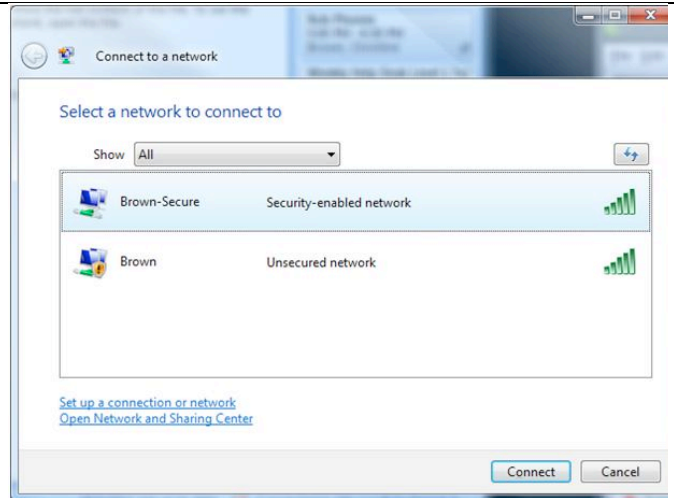 Connect to a network
Select a network to connect to
Show All
Brown-Secure Security-enabled network
Brown Unsecured network
Set up a connection or network
Open Network and Sharing Center
Connect Cancel